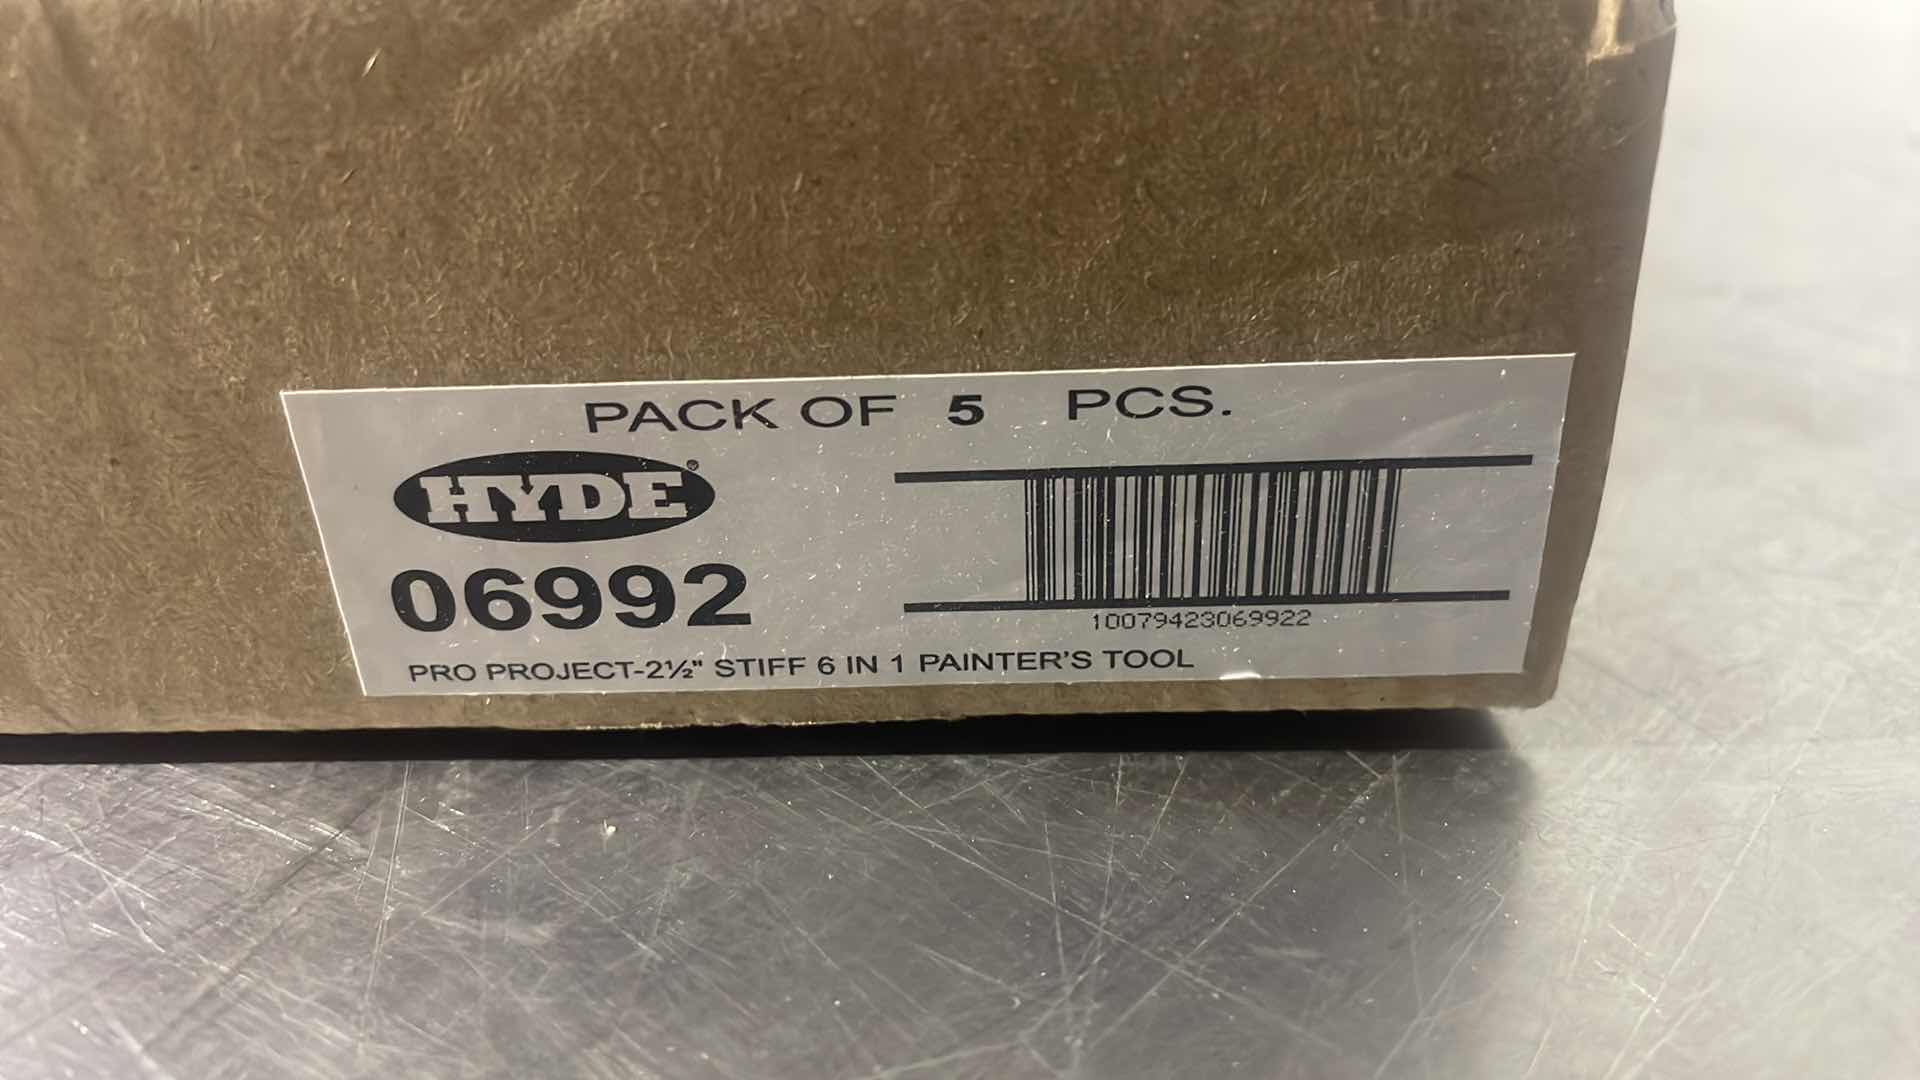 PACK OF 5 PCS.
HYDE®
06992
10079423069922
PRO PROJECT-2½" STIFF 6 IN 1 PAINTER'S TOOL